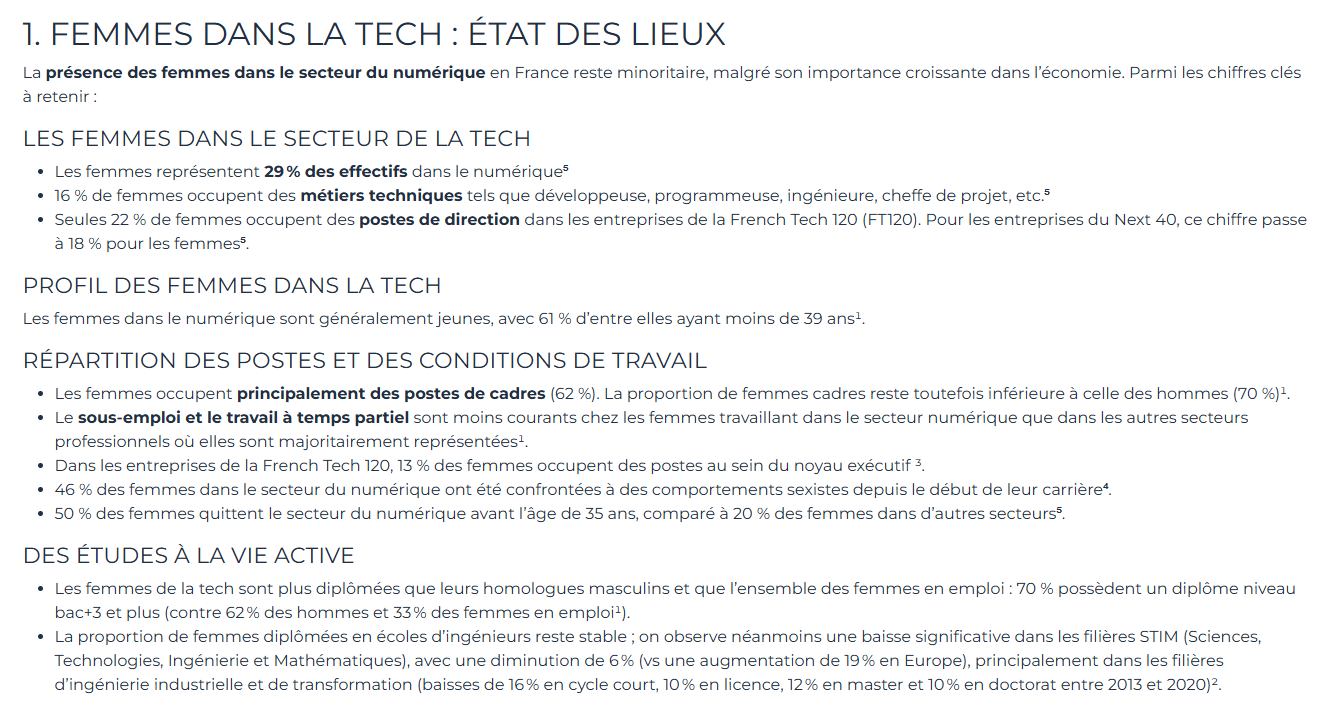 1. FEMMES DANS LA TECH : ÉTAT DES LIEUX
La présence des femmes dans le secteur du numérique en France reste minoritaire, malgré son importance croissante dans l’économie. Parmi les chiffres clés
à retenir :
LES FEMMES DANS LE SECTEUR DE LA TECH
• Les femmes représentent 29 % des effectifs dans le numérique⁵
• 16 % de femmes occupent des métiers techniques tels que développeuse, programmeuse, ingénieure, cheffe de projet, etc.⁵
• Seules 22 % de femmes occupent des postes de direction dans les entreprises de la French Tech 120 (FT120). Pour les entreprises du Next 40, ce chiffre passe
à 18 % pour les femmes⁵.
PROFIL DES FEMMES DANS LA TECH
Les femmes dans le numérique sont généralement jeunes, avec 61 % d’entre elles ayant moins de 39 ans¹.
RÉPARTITION DES POSTES ET DES CONDITIONS DE TRAVAIL
• Les femmes occupent principalement des postes de cadres (62 %). La proportion de femmes cadres reste toutefois inférieure à celle des hommes (70 %)¹.
• Le sous-emploi et le travail à temps partiel sont moins courants chez les femmes travaillant dans le secteur numérique que dans les autres secteurs
professionnels où elles sont majoritairement représentées¹.
• Dans les entreprises de la French Tech 120, 13 % des femmes occupent des postes au sein du noyau exécutif ³.
• 46 % des femmes dans le secteur du numérique ont été confrontées à des comportements sexistes depuis le début de leur carrière⁴.
• 50 % des femmes quittent le secteur du numérique avant l’âge de 35 ans, comparé à 20 % des femmes dans d’autres secteurs⁵.
DES ÉTUDES À LA VIE ACTIVE
• Les femmes de la tech sont plus diplômées que leurs homologues masculins et que l’ensemble des femmes en emploi : 70 % possèdent un diplôme niveau
bac+3 et plus (contre 62 % des hommes et 33 % des femmes en emploi¹).
• La proportion de femmes diplômées en écoles d’ingénieurs reste stable ; on observe néanmoins une baisse significative dans les filières STIM (Sciences,
Technologies, Ingénierie et Mathématiques), avec une diminution de 6 % (vs une augmentation de 19 % en Europe), principalement dans les filières
d’ingénierie industrielle et de transformation (baisses de 16 % en cycle court, 10 % en licence, 12 % en master et 10 % en doctorat entre 2013 et 2020)².